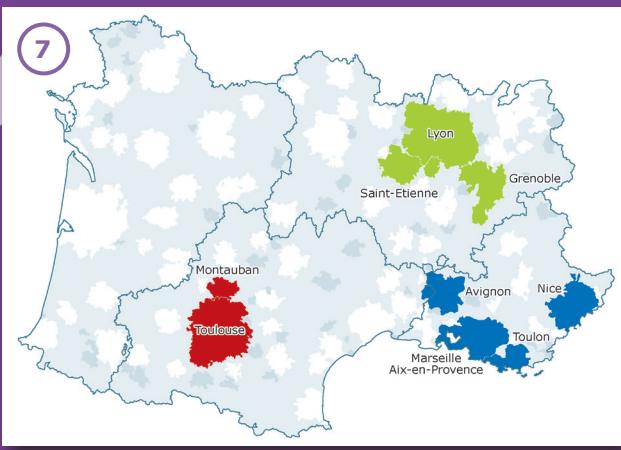 7
Lyon
Grenoble
Saint-Etienne
Montauban
Toulouse
Avignon
Nice
Toulon
Marseille
Aix-en-Provence